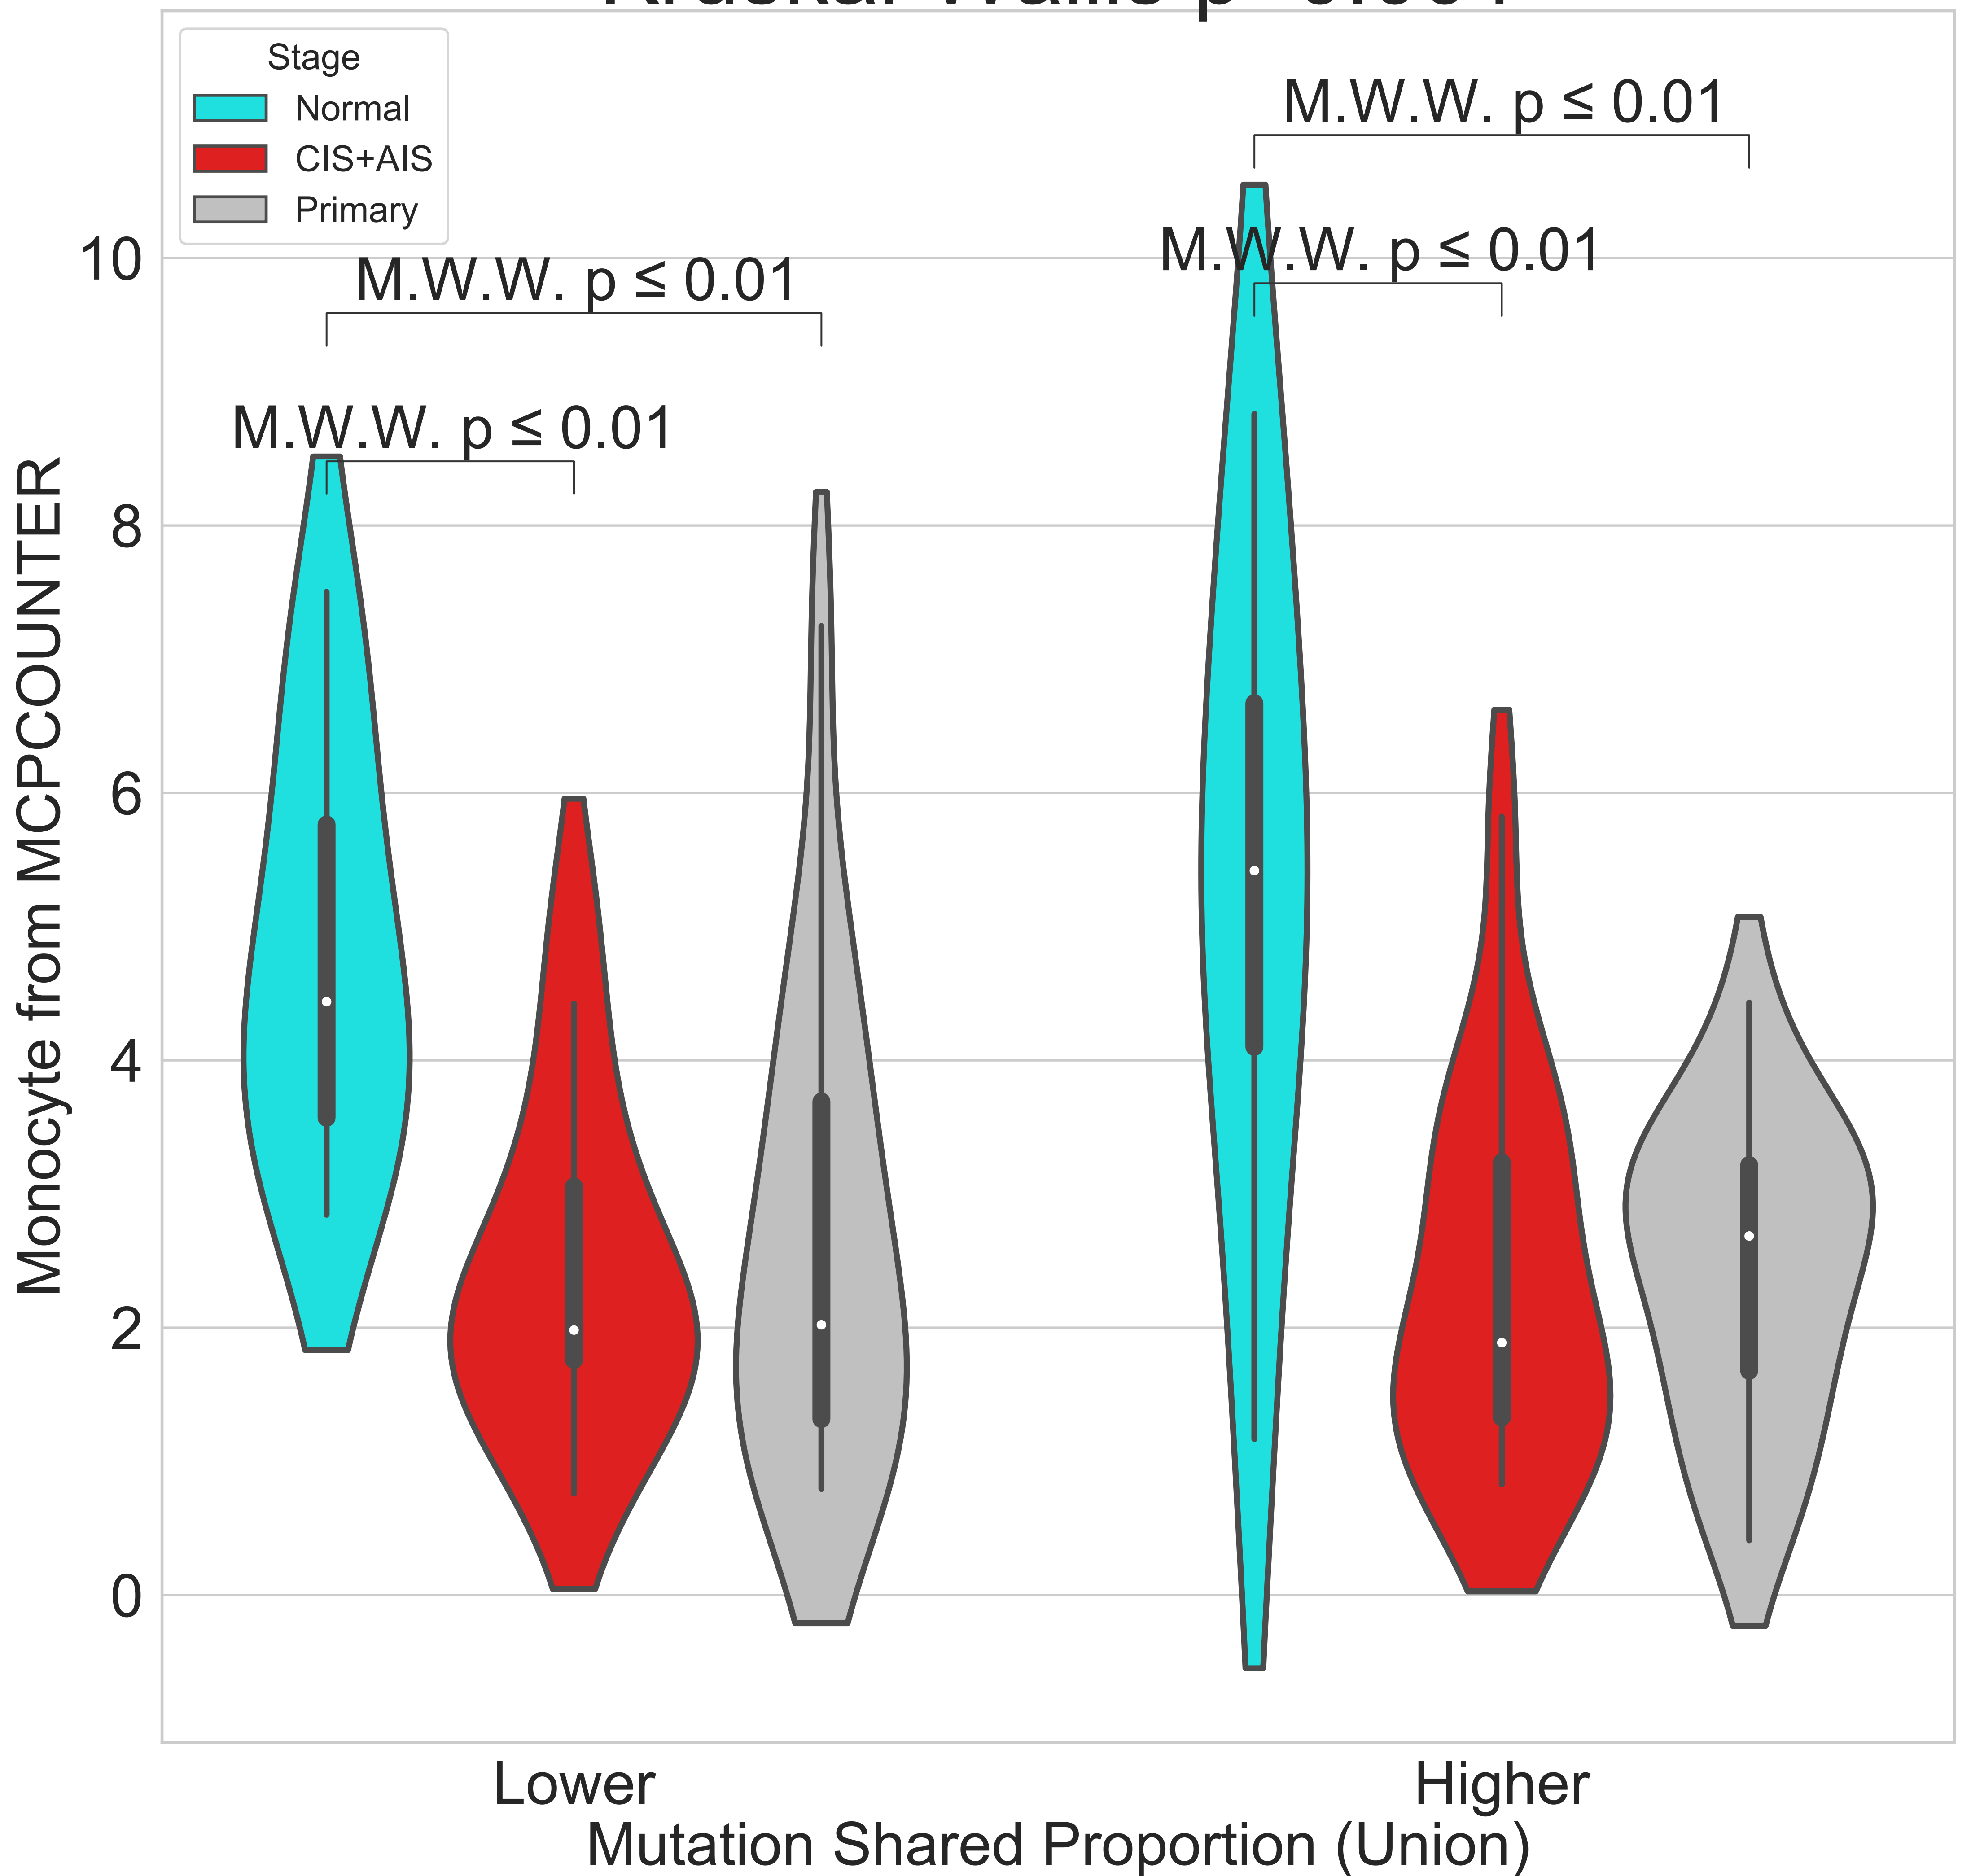 Stage
Normal
CIS+AIS
Primary
M.W.W. p ≤ 0.01
M.W.W. p ≤ 0.01
M.W.W. p ≤ 0.01
M.W.W. p ≤ 0.01
Monocyte from MCPCOUNTER
10
8
6
4
2
0
Lower
Higher
Mutation Shared Proportion (Union)